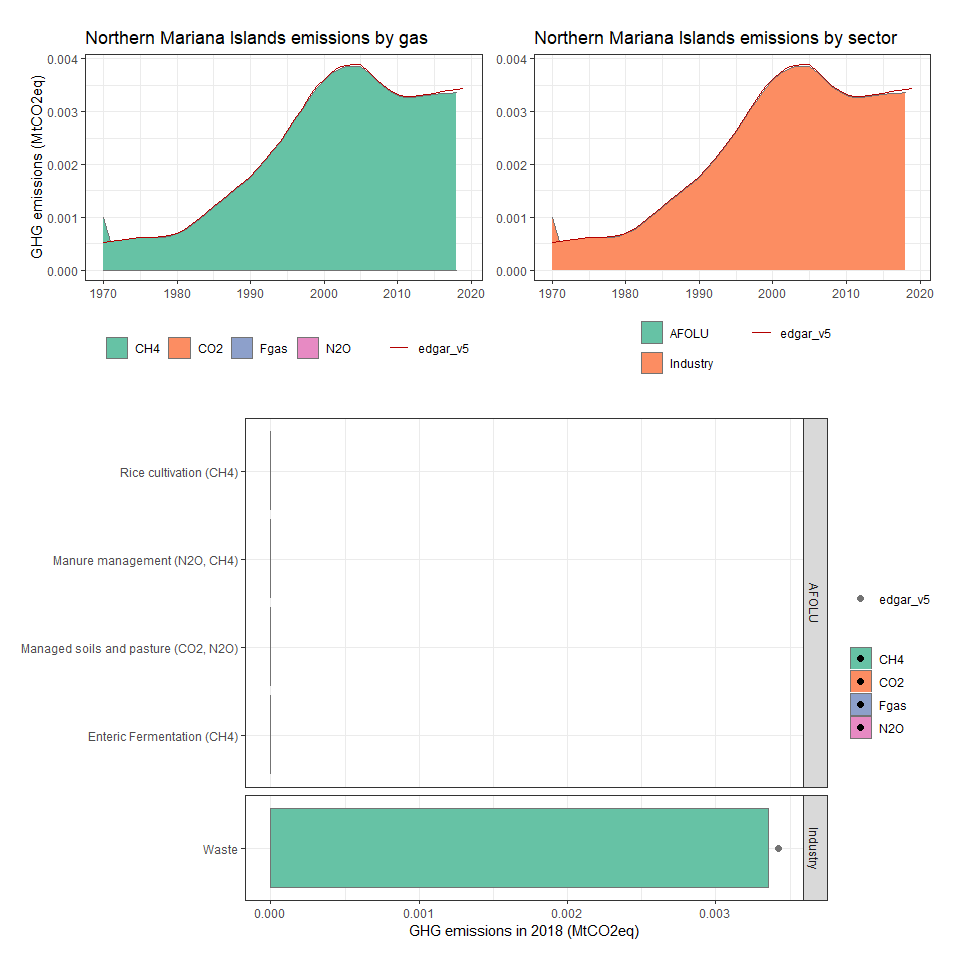 Northern Mariana Islands emissions by gas
GHG emissions (MtCO2eq)
0.004
0.003
0.002
0.001
0.000
1970 1980 1990 2000 2010 2020
CH4 CO2 Fgas N2O edgar_v5
Northern Mariana Islands emissions by sector
0.004
0.003
0.002
0.001
0.000
1970 1980 1990 2000 2010 2020
AFOLU edgar_v5
Industry
Rice cultivation (CH4)
Manure management (N2O, CH4)
Managed soils and pasture (CO2, N2O)
Enteric Fermentation (CH4)
AFOLU
Waste
Industry
0.000 0.001 0.002 0.003
GHG emissions in 2018 (MtCO2eq)
edgar_v5
CH4
CO2
Fgas
N2O